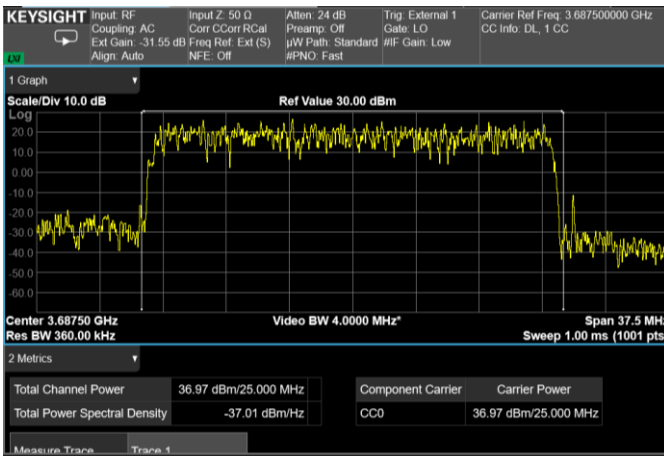 KEYSIGHT Input: RF Input Z: 50 Ω Atten: 24 dB Trig: External 1 Carrier Ref Freq: 3.687500000 GHz
Coupling: AC Corr CCorr RCal Preamp: Off Gate: LO CC Info: DL, 1 CC
Ext Gain: -31.55 dB Freq Ref: Ext (S) µW Path: Standard #IF Gain: Low
LXI Align: Auto NFE: Off #PNO: Fast
1 Graph
Scale/Div 10.0 dB Ref Value 30.00 dBm
Log
20.0
10.0
0.00
-10.0
-20.0
-30.0
-40.0
-50.0
-60.0
Center 3.68750 GHz Video BW 4.0000 MHz* Span 37.5 MHz
Res BW 360.00 kHz Sweep 1.00 ms (1001 pts
2 Metrics
Total Channel Power 36.97 dBm/25.000 MHz Component Carrier Carrier Power
Total Power Spectral Density -37.01 dBm/Hz CC0 36.97 dBm/25.000 MHz
Measure Trace Trace 1